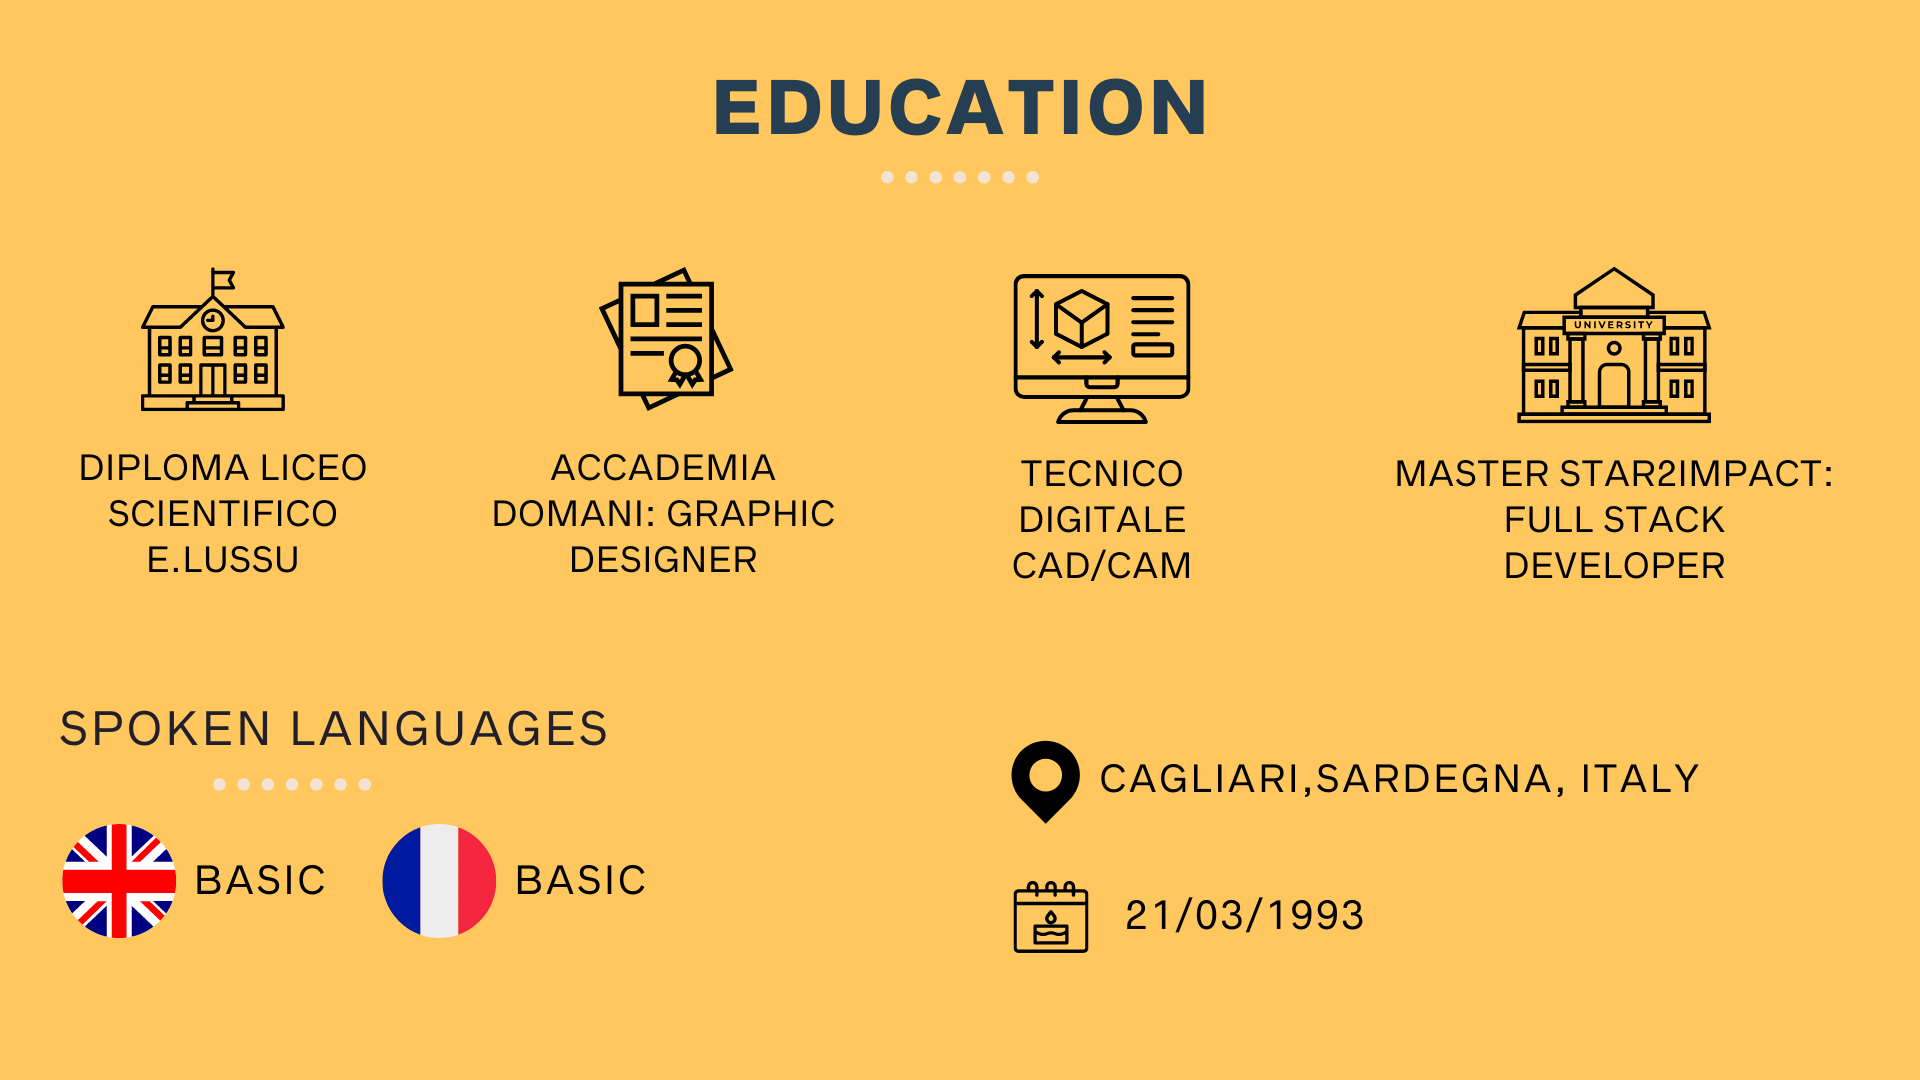 EDUCATION
UNIVERSITY
DIPLOMA LICEO
SCIENTIFICO
E.LUSSU
ACCADEMIA
DOMANI: GRAPHIC
DESIGNER
TECNICO
DIGITALE
CAD/CAM
MASTER STAR2IMPACT:
FULL STACK
DEVELOPER
SPOKEN LANGUAGES
BASIC
BASIC
CAGLIARI,SARDEGNA, ITALY
21/03/1993